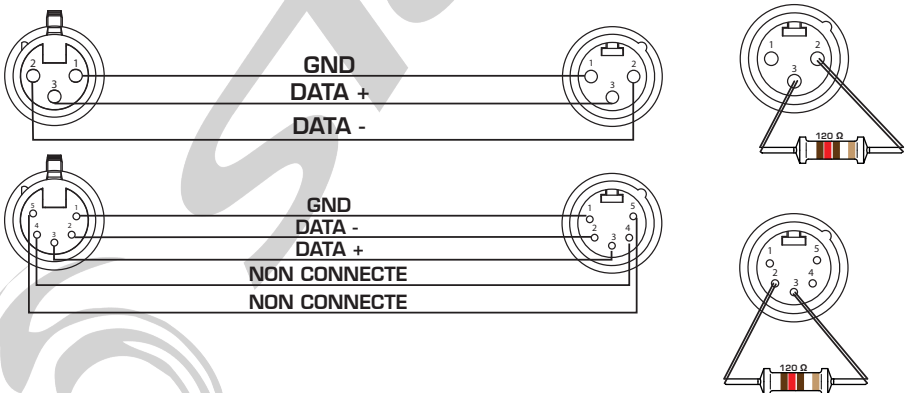 2 1
3
GND
DATA +
DATA -
1 2
3
1 2
3
120 Ω
5 1
4 2
3
GND
DATA -
DATA +
NON CONNECTE
NON CONNECTE
1 5
2 3 4
1 5
2 3 4
120 Ω